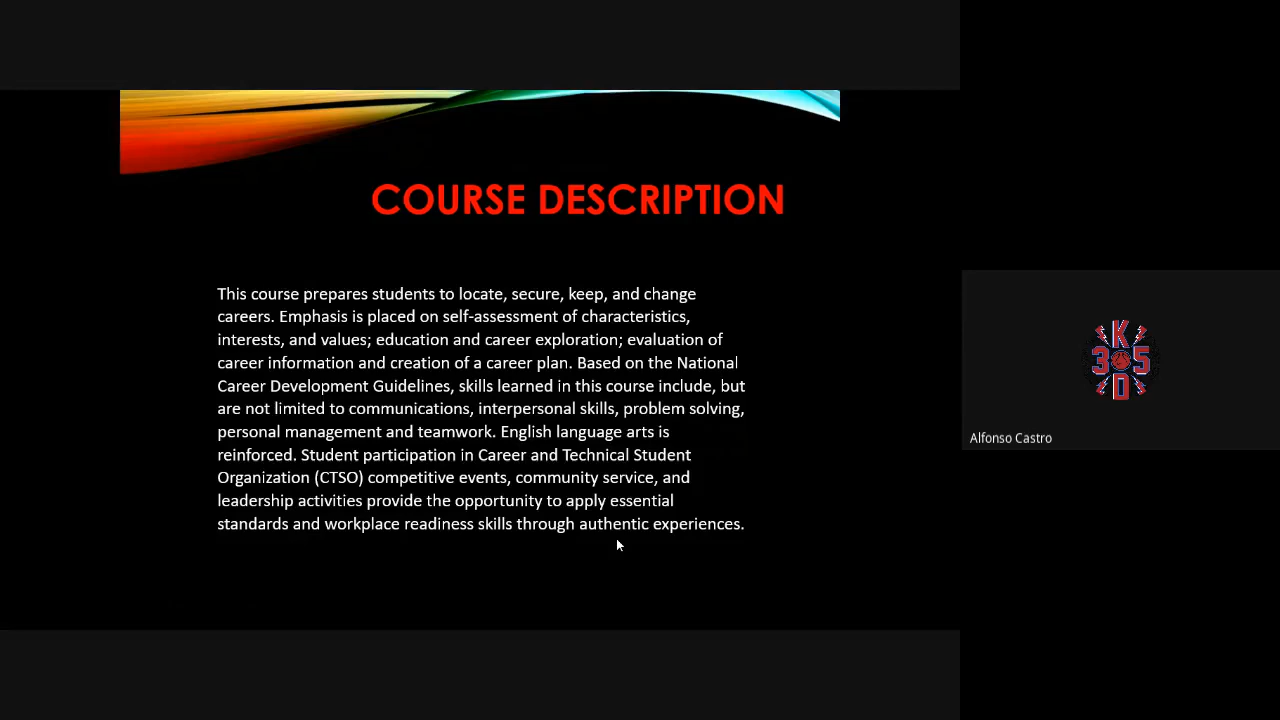 COURSE DESCRIPTION
This course prepares students to locate, secure, keep, and change
careers. Emphasis is placed on self-assessment of characteristics,
interests, and values; education and career exploration; evaluation of
career information and creation of a career plan. Based on the National
Career Development Guidelines, skills learned in this course include, but
are not limited to communications, interpersonal skills, problem solving,
personal management and teamwork. English language arts is
reinforced. Student participation in Career and Technical Student
Organization (CTSO) competitive events, community service, and
leadership activities provide the opportunity to apply essential
standards and workplace readiness skills through authentic experiences.
K
3 5
D
Alfonso Castro